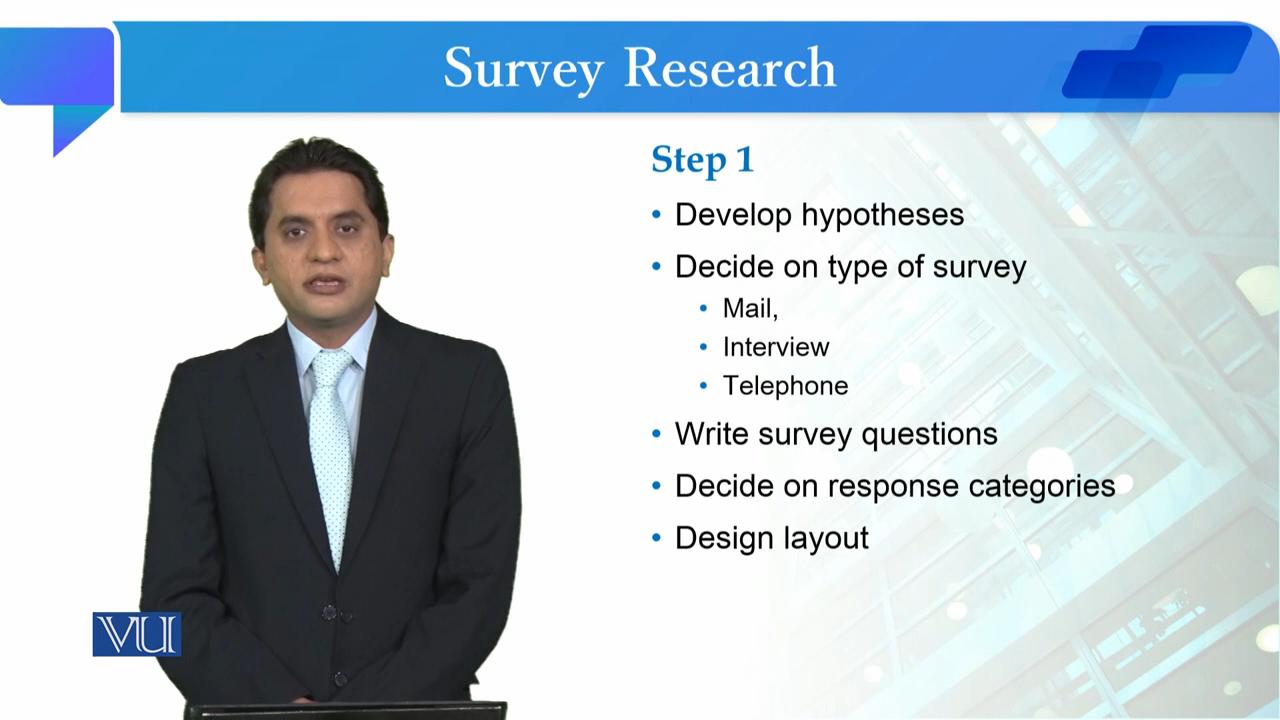 Survey Research
Step 1
• Develop hypotheses
• Decide on type of survey
• Mail,
• Interview
• Telephone
• Write survey questions
• Decide on response categories
• Design layout
VU